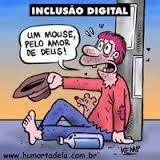 INCLUSÃO DIGITAL
UM MOUSE,
PELO AMOR
DE DEUS!
KEMP
www.humortadela.com.br